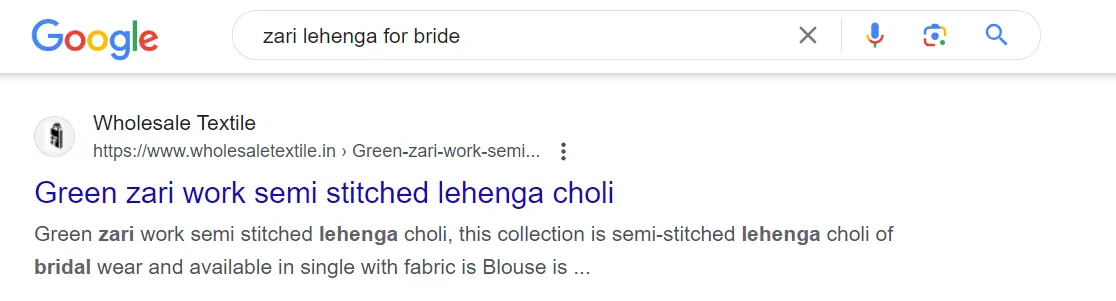 Google
zari lehenga for bride
Wholesale Textile
https://www.wholesaletextile.in › Green-zari-work-semi...
Green zari work semi stitched lehenga choli
Green zari work semi stitched lehenga choli, this collection is semi-stitched lehenga choli of
bridal wear and available in single with fabric is Blouse is ...